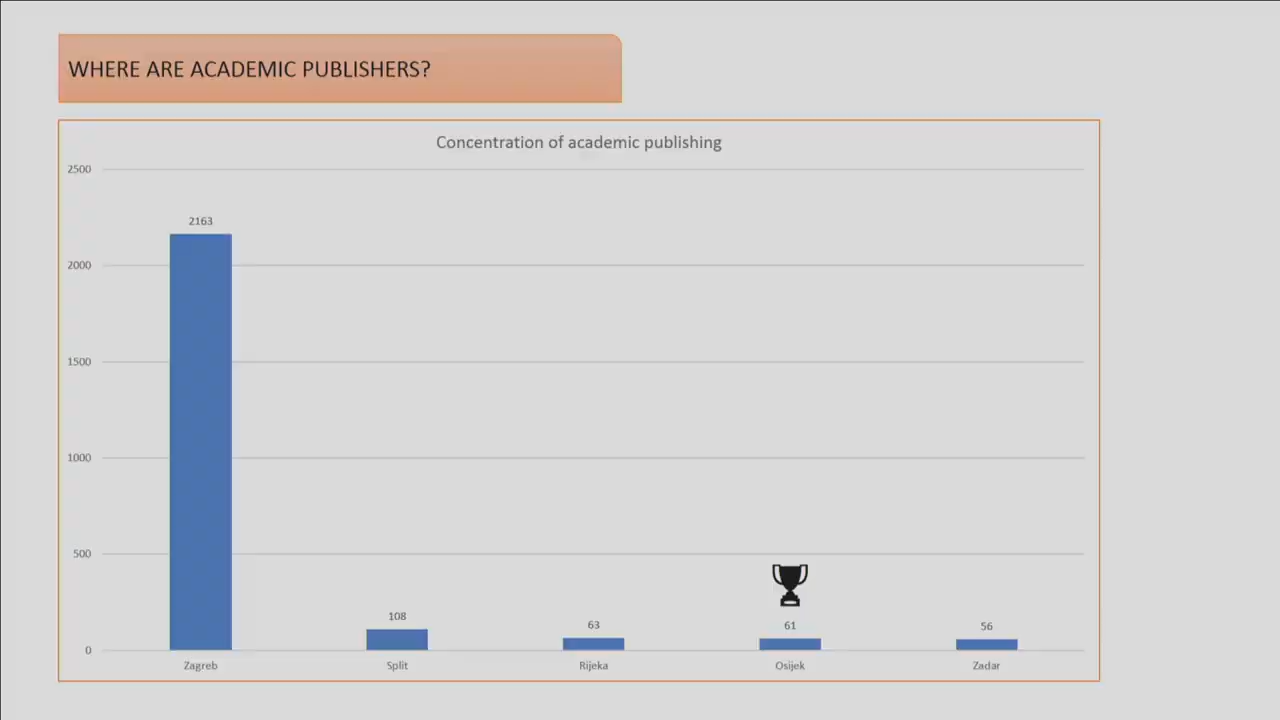 WHERE ARE ACADEMIC PUBLISHERS?
Concentration of academic publishing
2500
2163
2000
1500
1000
500
108
63
61
56
0
Zagreb
Split
Rijeka
Osijek
Zadar